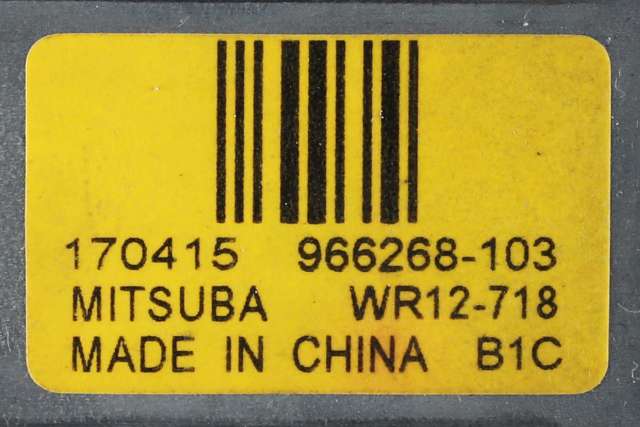 170415 966268-103
MITSUBA WR12-718
MADE IN CHINA B1C